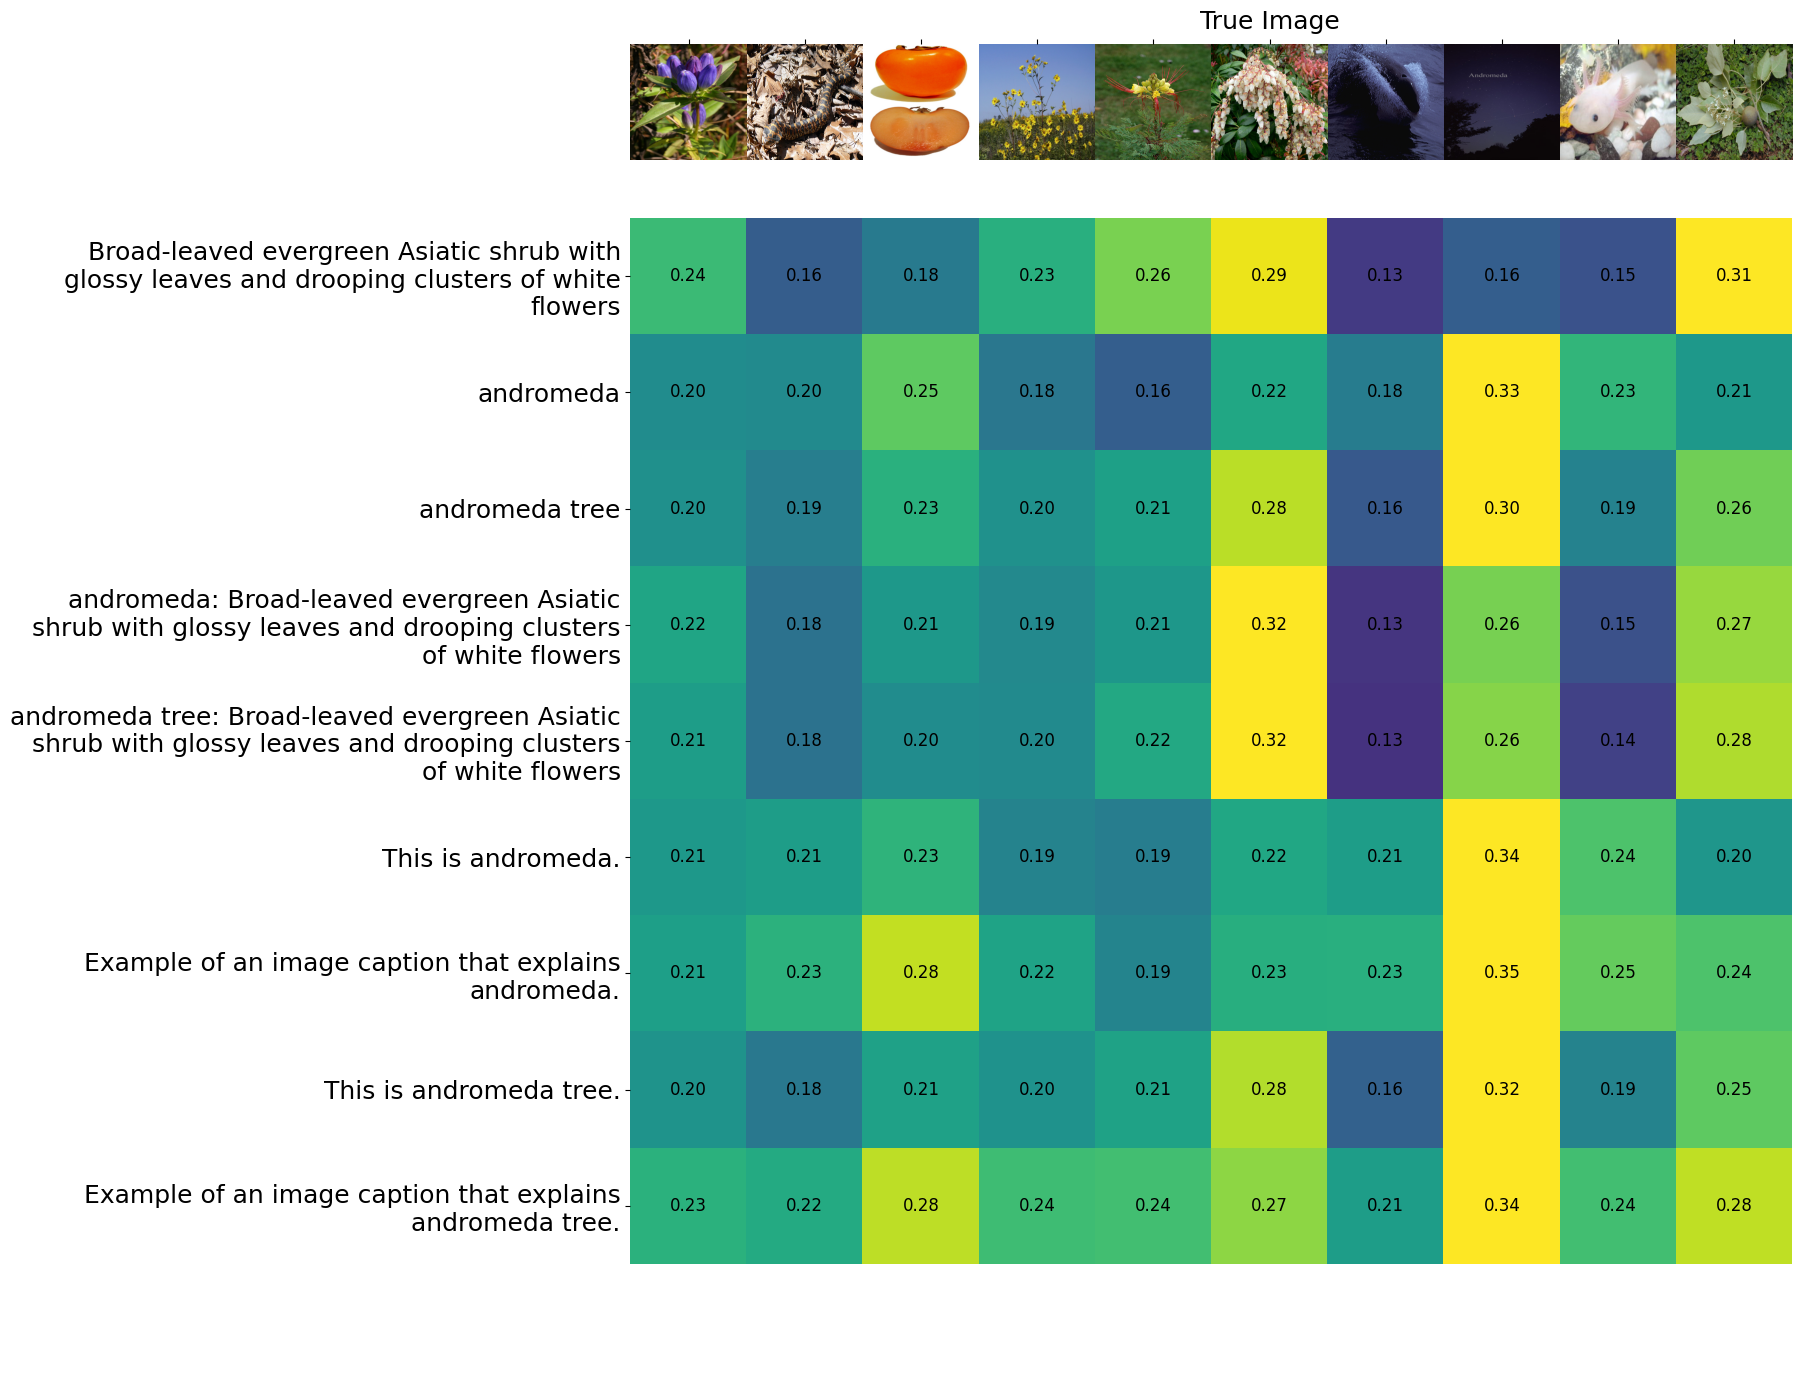 True Image
Andromeda
Broad-leaved evergreen Asiatic shrub with
glossy leaves and drooping clusters of white
flowers
0.24 0.16 0.18 0.23 0.26 0.29 0.13 0.16 0.15 0.31
andromeda
0.20 0.20 0.25 0.18 0.16 0.22 0.18 0.33 0.23 0.21
andromeda tree
0.20 0.19 0.23 0.20 0.21 0.28 0.16 0.30 0.19 0.26
andromeda: Broad-leaved evergreen Asiatic
shrub with glossy leaves and drooping clusters
of white flowers
0.22 0.18 0.21 0.19 0.21 0.32 0.13 0.26 0.15 0.27
andromeda tree: Broad-leaved evergreen Asiatic
shrub with glossy leaves and drooping clusters
of white flowers
0.21 0.18 0.20 0.20 0.22 0.32 0.13 0.26 0.14 0.28
This is andromeda.
0.21 0.21 0.23 0.19 0.19 0.22 0.21 0.34 0.24 0.20
Example of an image caption that explains
andromeda.
0.21 0.23 0.28 0.22 0.19 0.23 0.23 0.35 0.25 0.24
This is andromeda tree.
0.20 0.18 0.21 0.20 0.21 0.28 0.16 0.32 0.19 0.25
Example of an image caption that explains
andromeda tree.
0.23 0.22 0.28 0.24 0.24 0.27 0.21 0.34 0.24 0.28